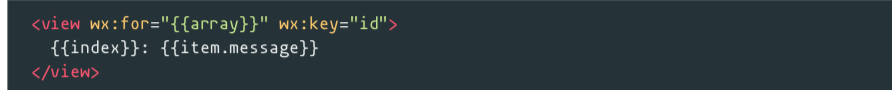 <view wx:for="{{array}}" wx:key="id">
  {{index}}: {{item.message}}
</view>